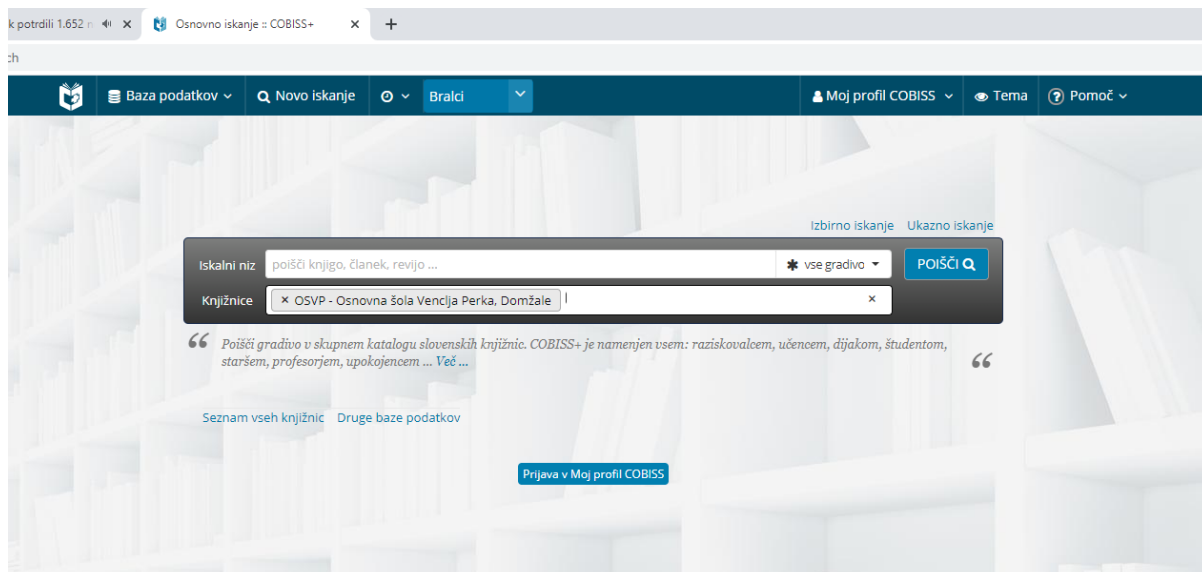 k potrdili 1.652 n
Osnovno iskanje :: COBISS+
ch
Baza podatkov
Novo iskanje
Bralci
Moj profil COBISS
Tema
Pomoč
Izbirno iskanje Ukazno iskanje
Iskalni niz poišči knjigo, članek, revijo ... vse gradivo POIŠČI
Knjižnice × OSVP - Osnovna šola Venclja Perka, Domžale ×
“ Poišči gradivo v skupnem katalogu slovenskih knjižnic. COBISS+ je namenjen vsem: raziskovalcem, učencem, dijakom, študentom,
staršem, profesorjem, upokojencem ... Več ... “
Seznam vseh knjižnic Druge baze podatkov
Prijava v Moj profil COBISS